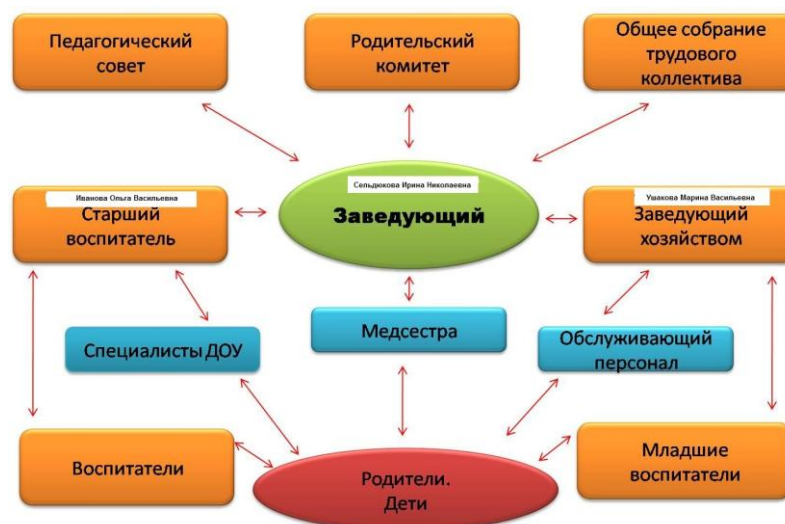 Педагогический
совет
Родительский
комитет
Общее собрание
трудового
коллектива
Иванова Ольга Васильевна
Старший
воспитатель
Сельдюкова Ирина Николаевна
Заведующий
Ушакова Марина Васильевна
Заведующий
хозяйством
Специалисты ДОУ
Медсестра
Обслуживающий
персонал
Воспитатели
Родители.
Дети
Младшие
воспитатели